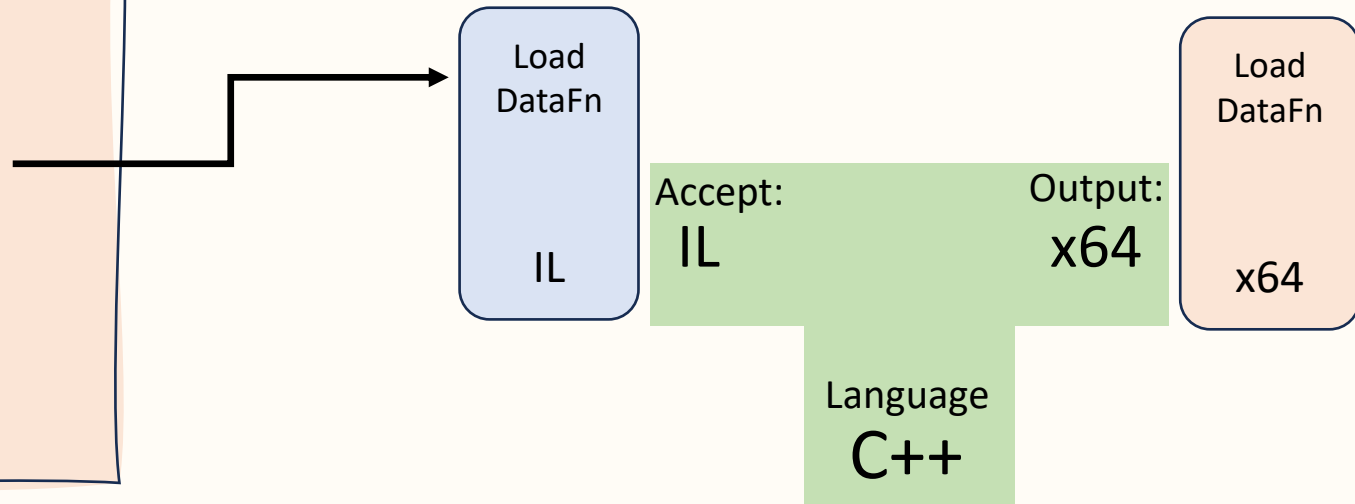 Load
DataFn
IL
Accept:
IL
Output:
x64
Language
C++
Load
DataFn
x64